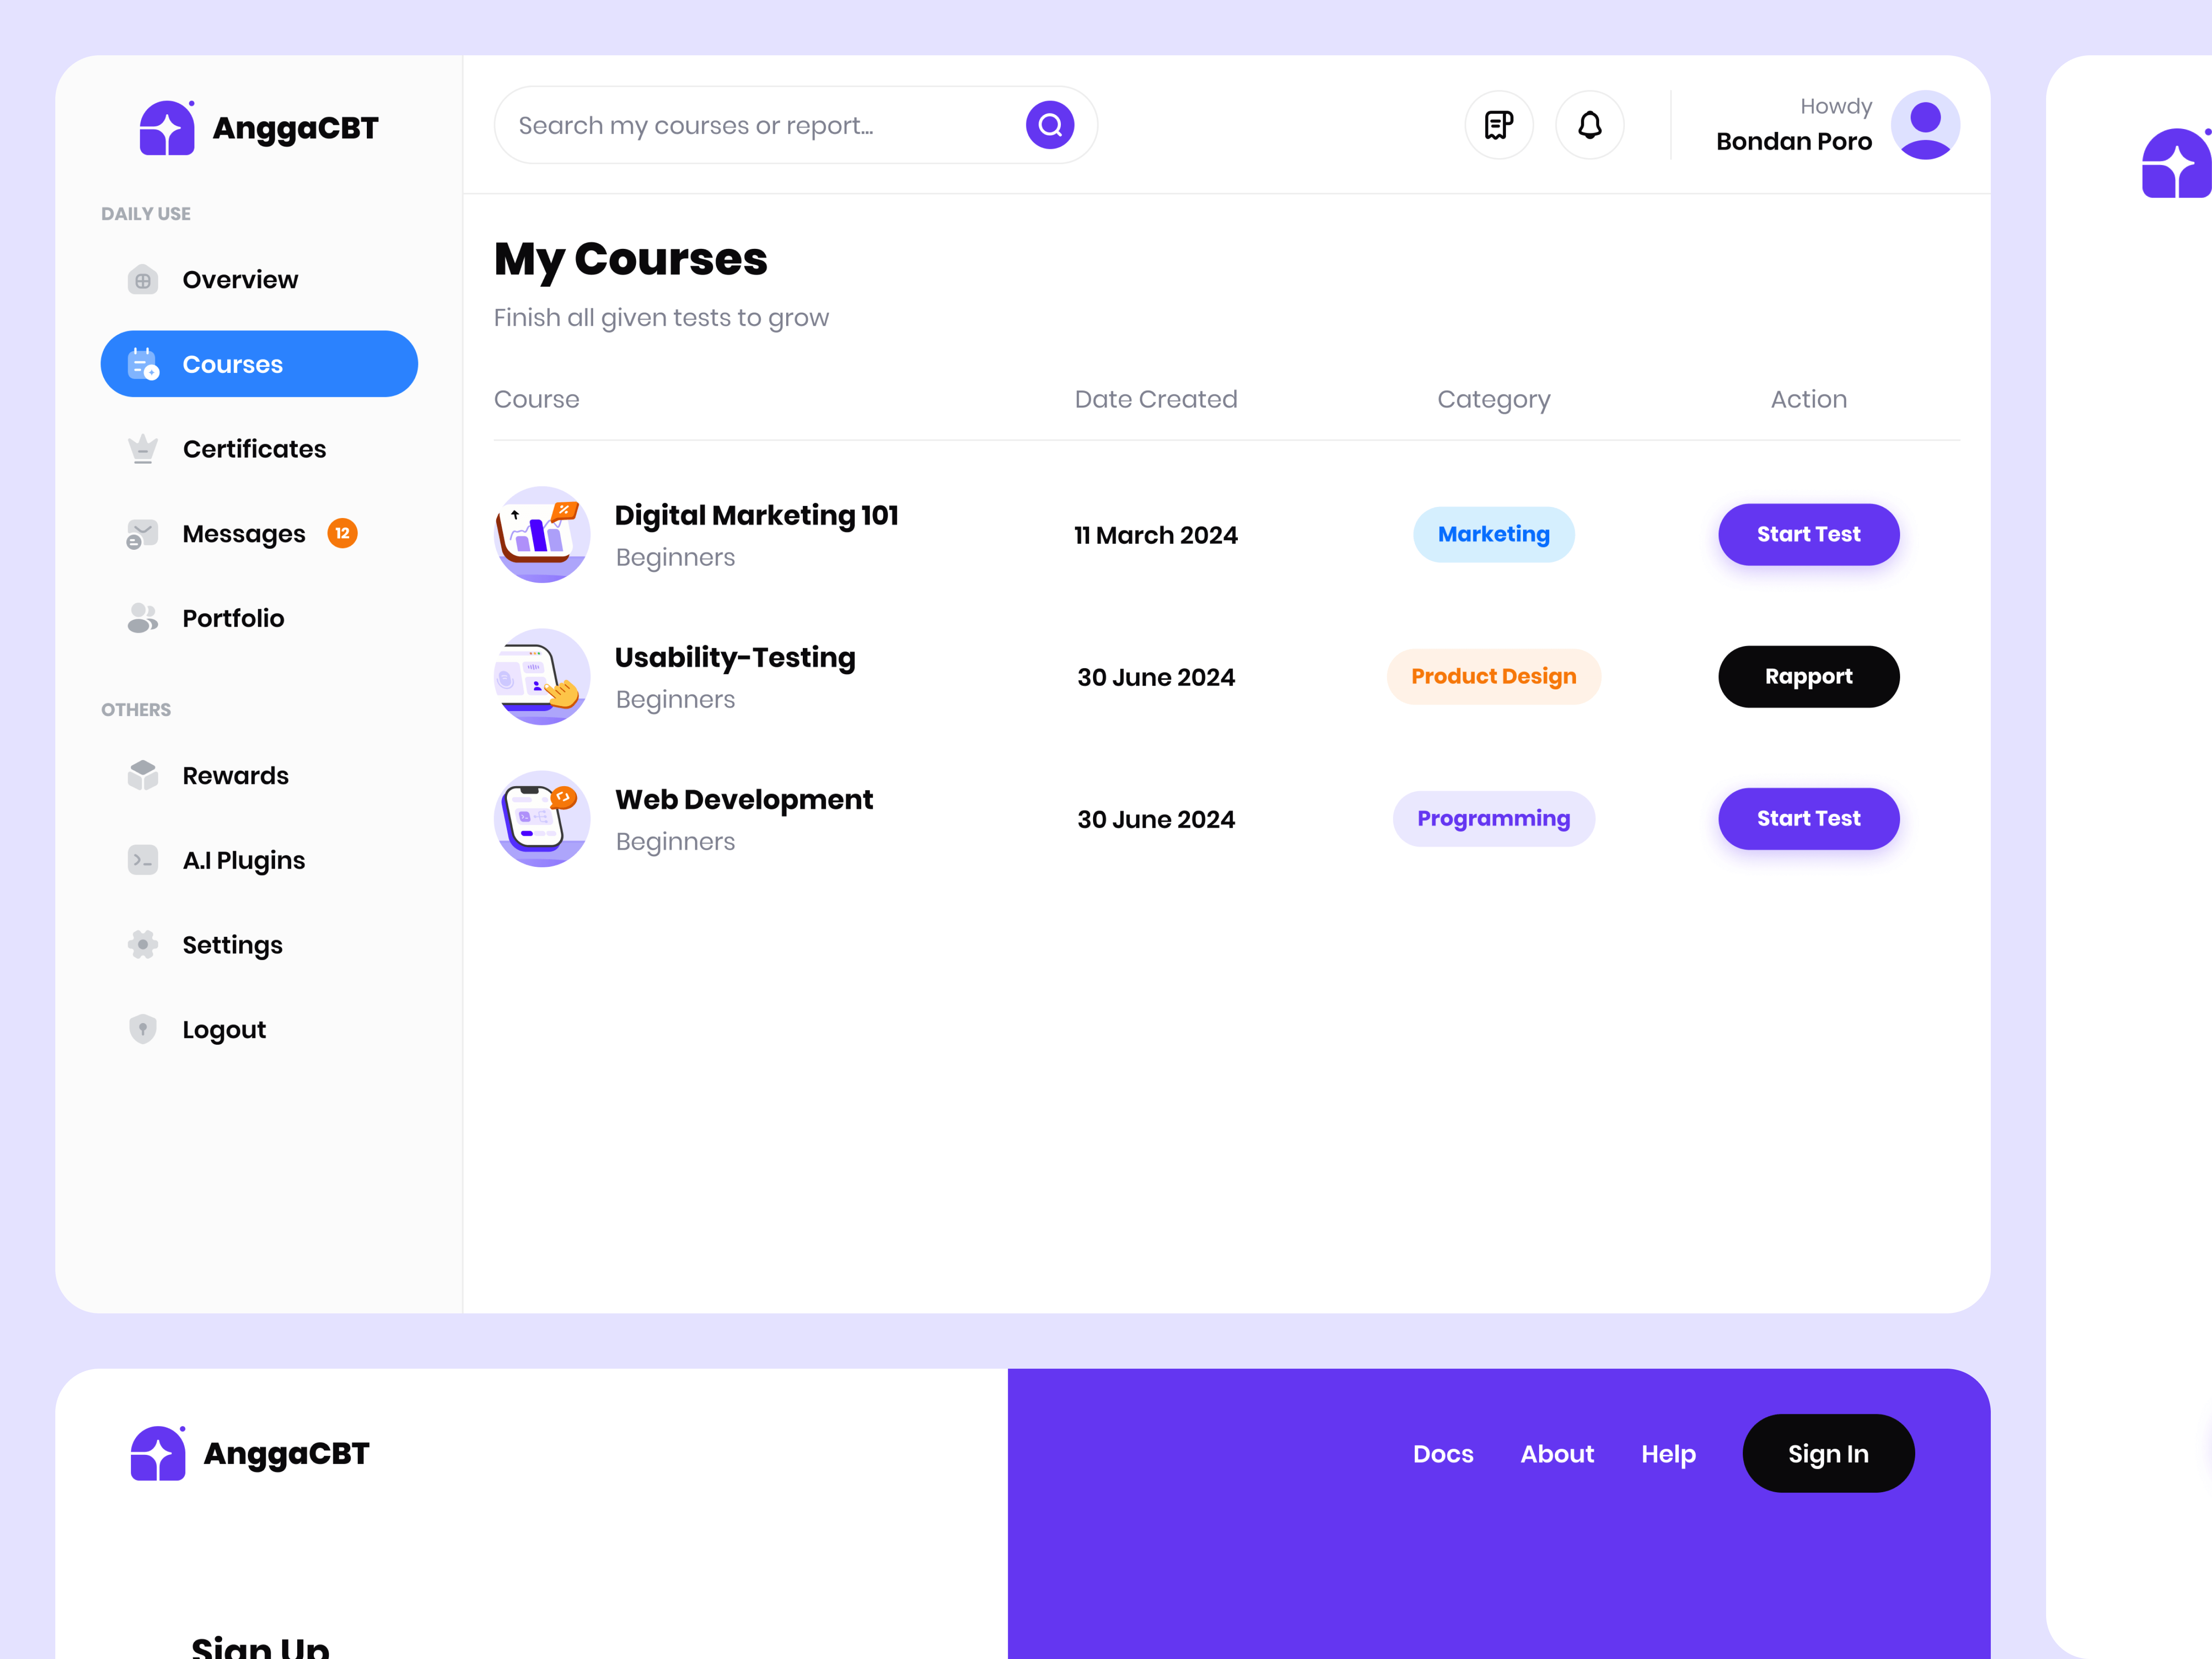 AnggaCBT
DAILY USE
Overview
Courses
Certificates
Messages 12
Portfolio
OTHERS
Rewards
A.I Plugins
Settings
Logout
Search my courses or report...
Howdy
Bondan Poro
My Courses
Finish all given tests to grow
Course Date Created Category Action
Digital Marketing 101
Beginners
11 March 2024
Marketing
Start Test
Usability-Testing
Beginners
30 June 2024
Product Design
Rapport
Web Development
Beginners
30 June 2024
Programming
Start Test
AnggaCBT
Docs About Help Sign In
Sign Up